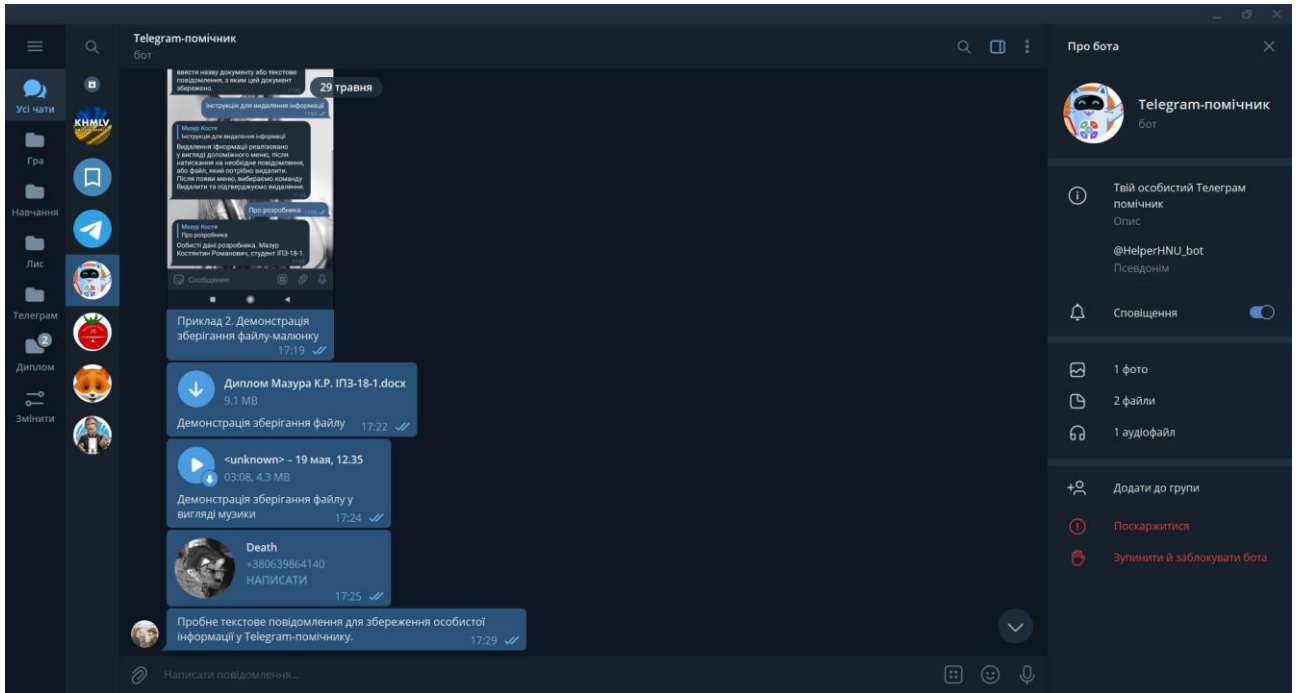 Telegram-помічник
бот
Усі чати
Гра
Навчання
Лис
Телеграм
2
Диплом
Змінити
KHMLV
29 травня
ввести назву документу або текстове
повідомлення, з яким цей документ
збережено.
Інструкція для видалення інформації
Мазур Костя
Інструкція для видалення інформації
Видалення іформації реалізовано
у вигляді допоміжного меню, після
натискання на необхідне повідомлення,
або файл, який потрібно видалити.
Після появи меню, вибираємо команду
Видалити та підтверджуємо видалення.
Про розробника
Мазур Костя
Про розробника
Особисті дані розробника. Мазур
Костянтин Романович, студент ІПЗ-18-1.
Сообщение
Приклад 2. Демонстрація
зберігання файлу-малюнку
17:19
Диплом Мазура К.Р. ІПЗ-18-1.docx
9.1 MB
Демонстрація зберігання файлу 17:22
<unknown> – 19 мая, 12.35
03:08, 4.3 MB
Демонстрація зберігання файлу у
вигляді музики 17:24
Death
+380639864140
НАПИСАТИ
17:25
Пробне текстове повідомлення для збереження особистої
інформації у Telegram-помічнику. 17:29
Написати повідомлення...
Про бота
Telegram-помічник
бот
Твій особистий Телеграм
помічник
Опис
@HelperHNU_bot
Псевдонім
Сповіщення
1 фото
2 файли
1 аудіофайл
Додати до групи
Поскаржитися
Зупинити й заблокувати бота